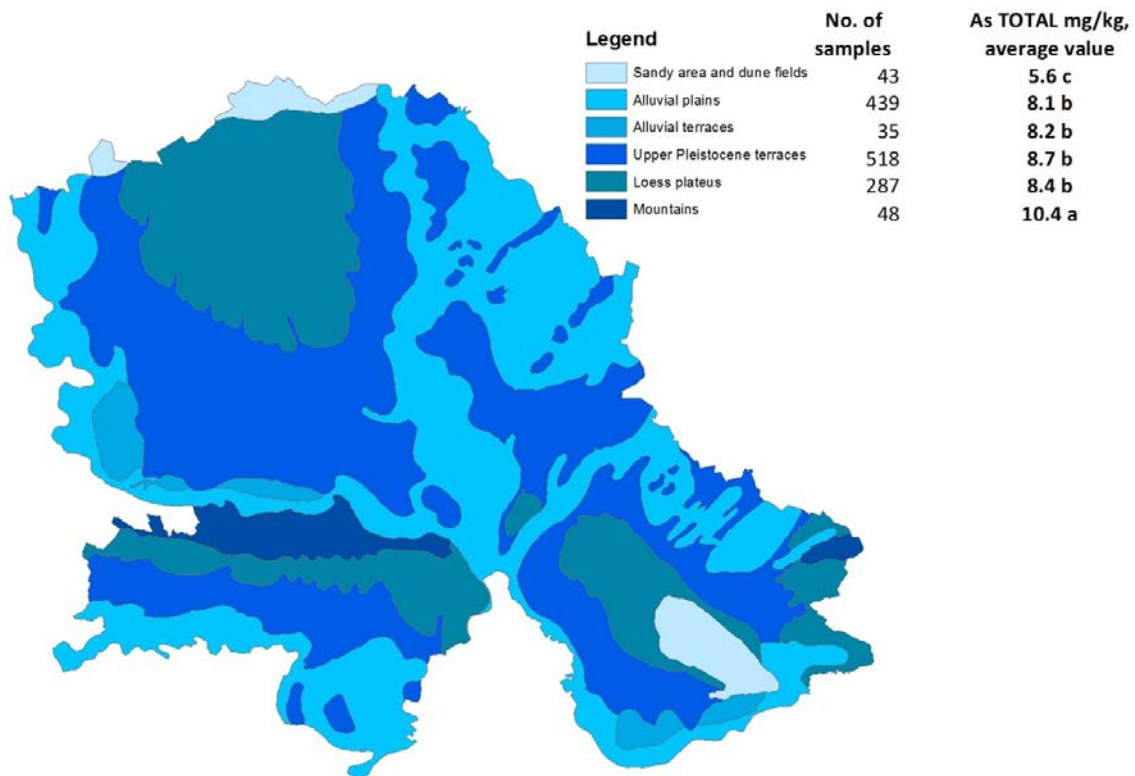 Legend No. of samples As TOTAL mg/kg, average value
Sandy area and dune fields 43 5.6 c
Alluvial plains 439 8.1 b
Alluvial terraces 35 8.2 b
Upper Pleistocene terraces 518 8.7 b
Loess plateus 287 8.4 b
Mountains 48 10.4 a